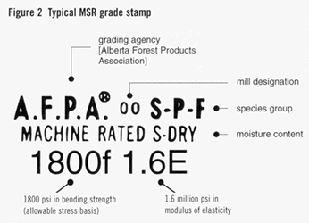 Figure 2 Typical MSR grade stamp
grading agency
[Alberta Forest Products
Association]
mill designation
A.F.P.A.® 00 S-P-F
species group
MACHINE RATED S-DRY
moisture content
1800f 1.6E
1800 psi in bending strength
(allowable stress basis)
1.6 million psi in
modulus of elasticity